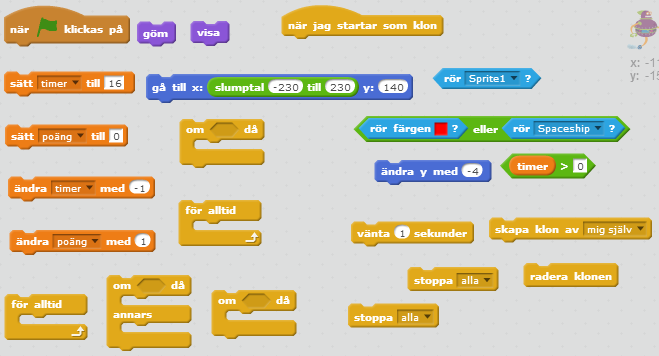 när klickas på
göm
visa
när jag startar som klon
x: -11
y: -15
sätt timer till 16
gå till x: slumptal -230 till 230 y: 140
rör Sprite1 ?
sätt poäng till 0
om då
rör färgen ? eller rör Spaceship ?
ändra y med -4
timer > 0
ändra timer med -1
för alltid
ändra poäng med 1
vänta 1 sekunder
skapa klon av mig själv
stoppa alla
radera klonen
för alltid
om då
annars
om då
stoppa alla